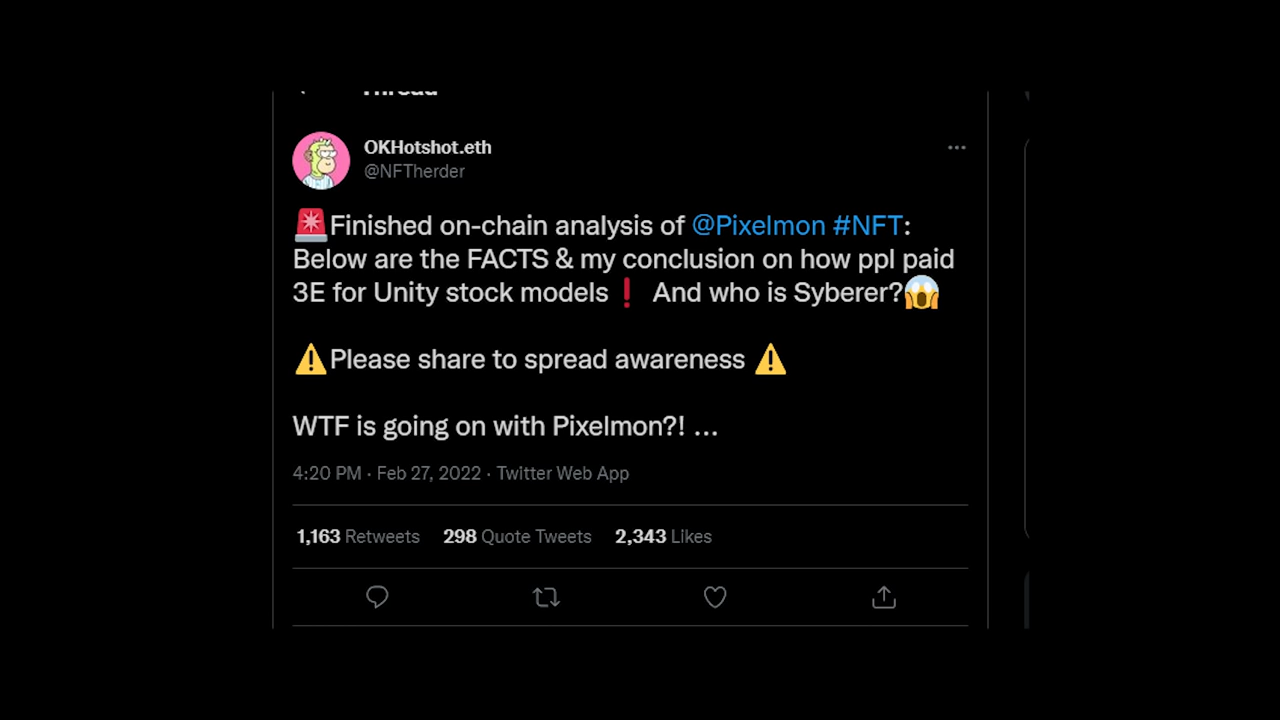 Thread
OKHotshot.eth
@NFTherder
🚨Finished on-chain analysis of @Pixelmon #NFT:
Below are the FACTS & my conclusion on how ppl paid
3E for Unity stock models❗ And who is Syberer?😱
⚠️Please share to spread awareness ⚠️
WTF is going on with Pixelmon?! ...
4:20 PM · Feb 27, 2022 · Twitter Web App
1,163 Retweets 298 Quote Tweets 2,343 Likes